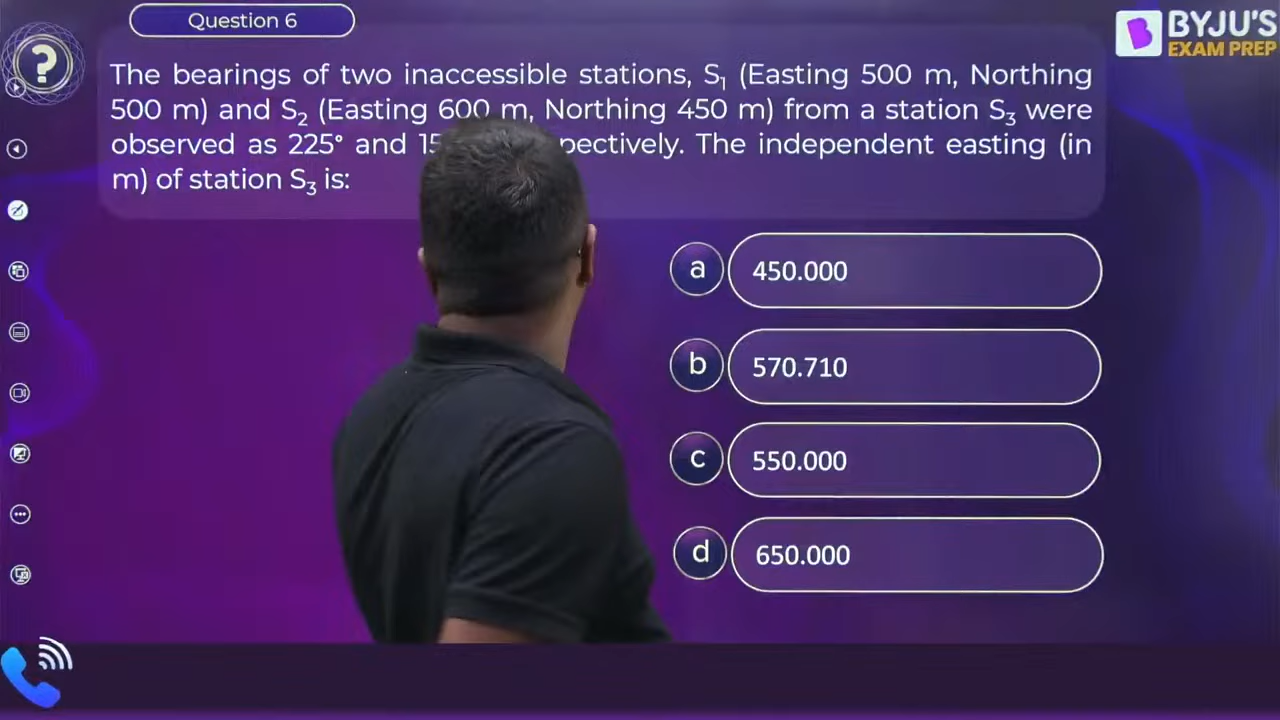 Question 6
?
BYJU'S
EXAM PREP
The bearings of two inaccessible stations, S₁ (Easting 500 m, Northing
500 m) and S₂ (Easting 600 m, Northing 450 m) from a station S₃ were
observed as 225° and respectively. The independent easting (in
m) of station S₃ is:
a 450.000
b 570.710
c 550.000
d 650.000